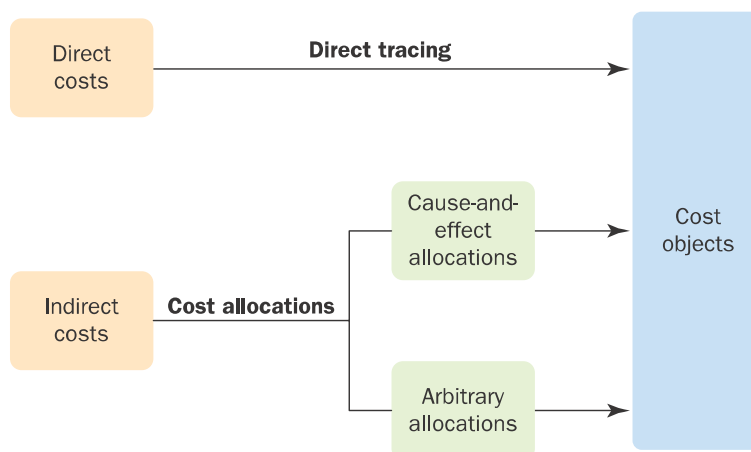 Direct
costs
Direct tracing
Cause-and-
effect
allocations
Cost
objects
Indirect
costs
Cost allocations
Arbitrary
allocations